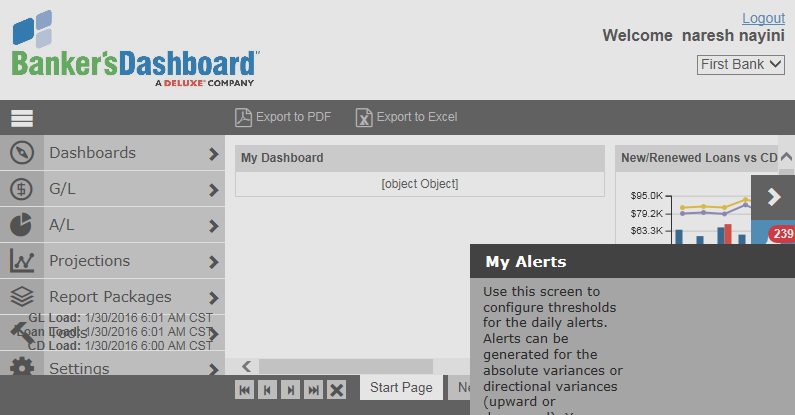 Logout
Welcome naresh nayini
Banker'sDashboard™
A DELUXE® COMPANY
First Bank
Export to PDF
Export to Excel
Dashboards
G/L
A/L
Projections
Report Packages
Tools
Settings
GL Load: 1/30/2016 6:01 AM CST
Loan Load: 1/30/2016 6:01 AM CST
CD Load: 1/30/2016 6:00 AM CST
My Dashboard
[object Object]
New/Renewed Loans vs CD
$95.0K
$79.2K
$63.3K
239
My Alerts
Use this screen to
configure thresholds
for the daily alerts.
Alerts can be
generated for the
absolute variances or
directional variances
(upward or
Start Page